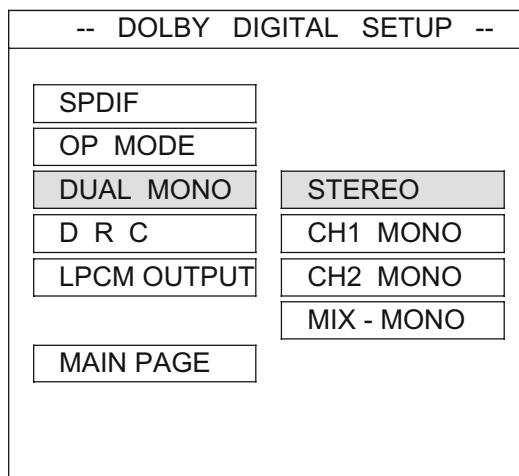 -- DOLBY DIGITAL SETUP --
SPDIF
OP MODE
DUAL MONO
D R C
LPCM OUTPUT
MAIN PAGE
STEREO
CH1 MONO
CH2 MONO
MIX - MONO